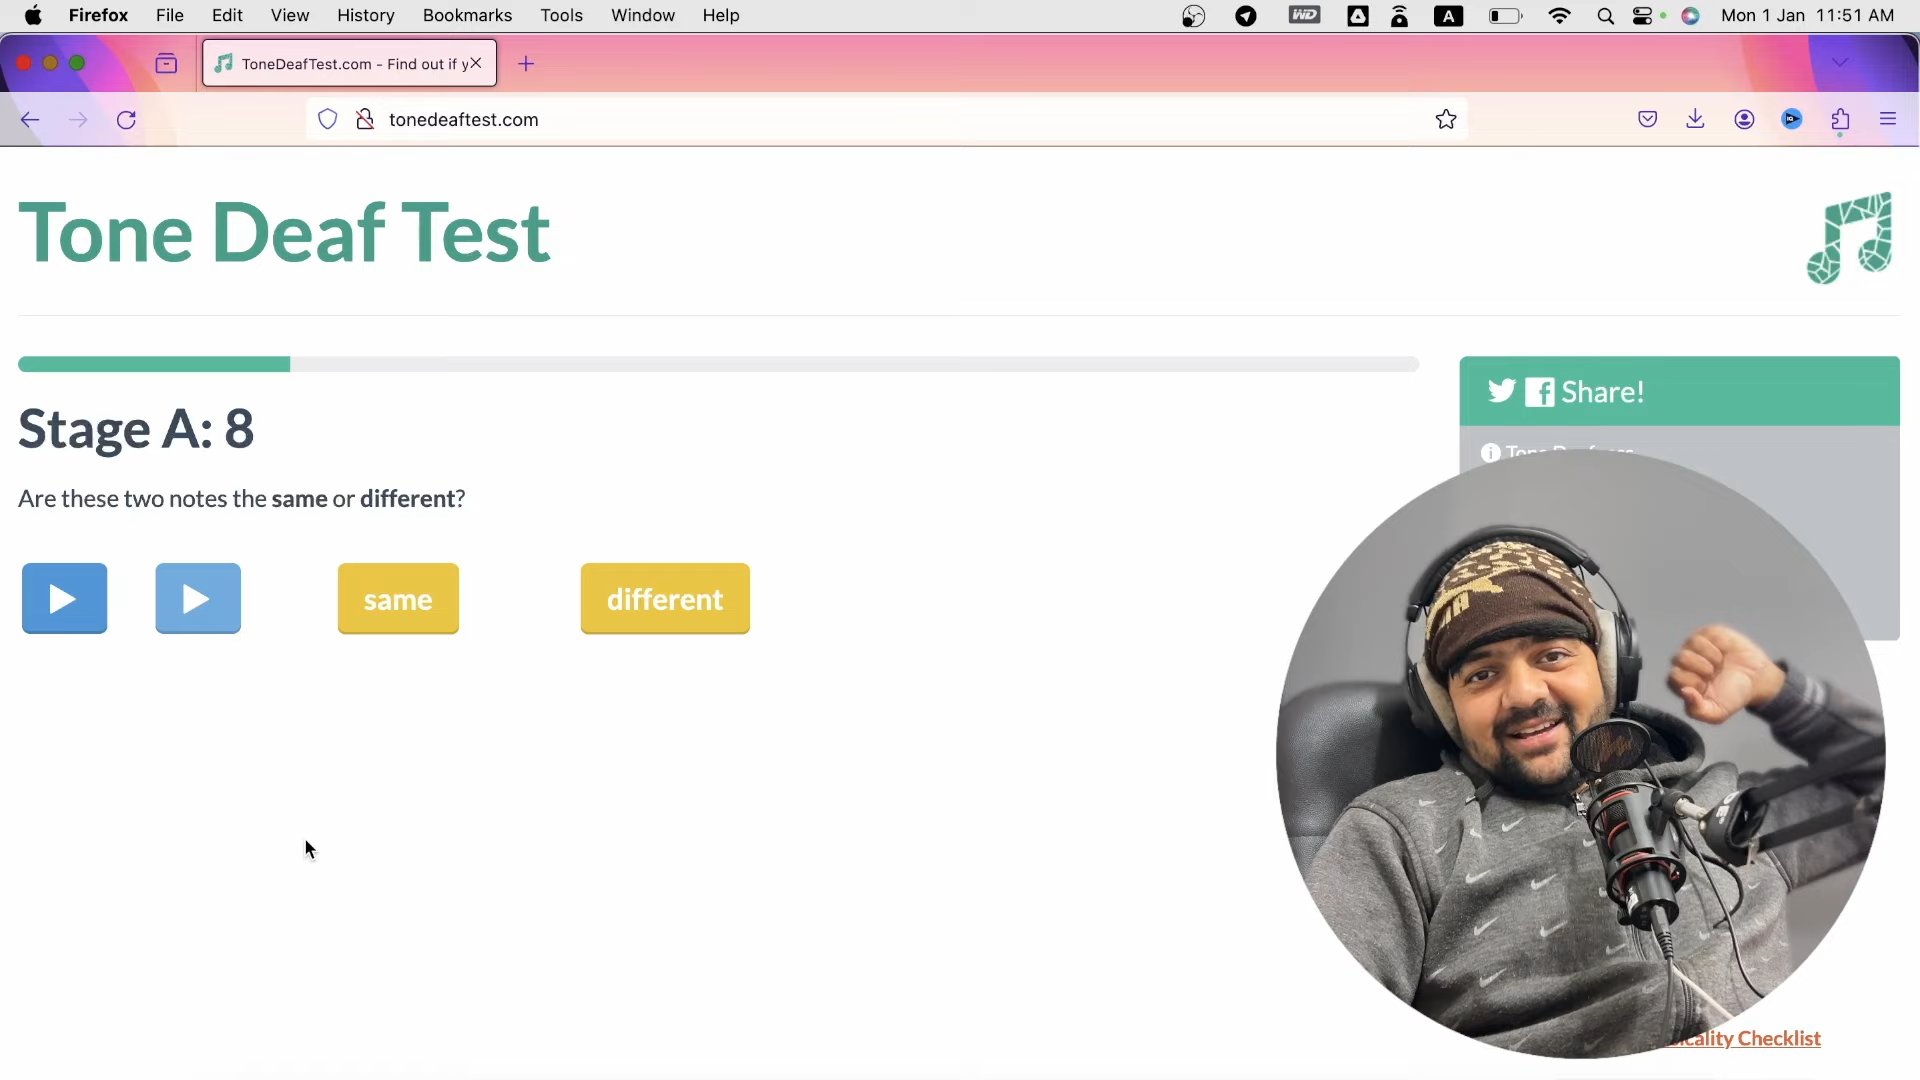 Firefox File Edit View History Bookmarks Tools Window Help
WD A Mon 1 Jan 11:51 AM
ToneDeafTest.com - Find out if y
tonedeaftest.com
Tone Deaf Test
Share!
Stage A: 8
Are these two notes the same or different?
same different
Checklist